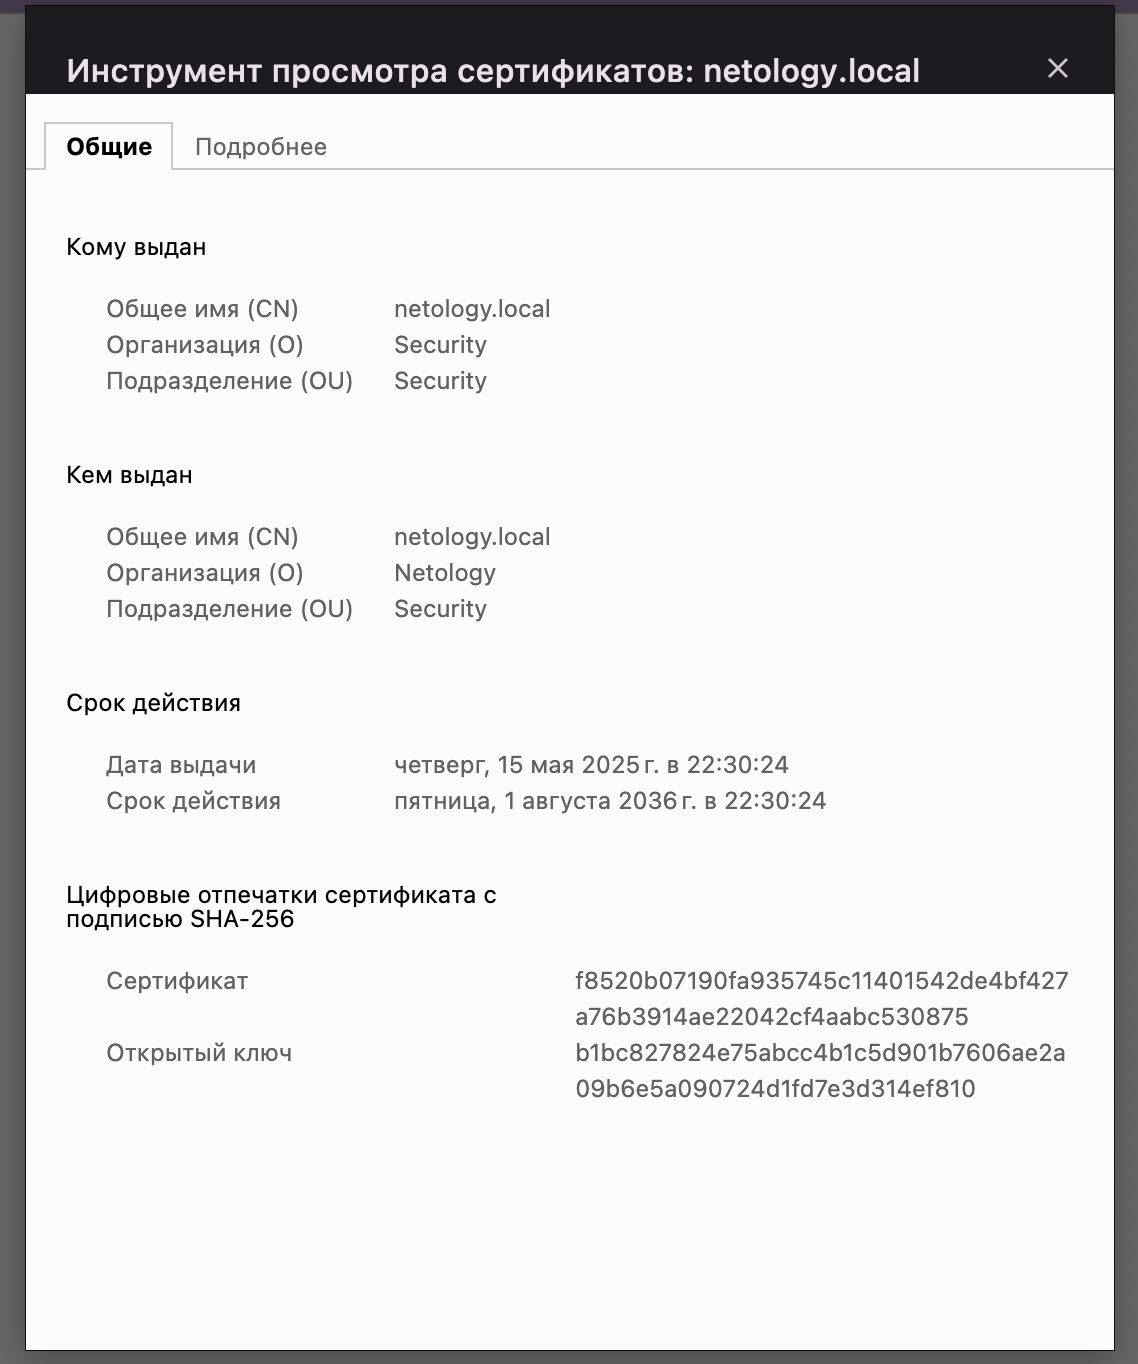 Инструмент просмотра сертификатов: netology.local
Общие Подробнее
Кому выдан
Общее имя (CN) netology.local
Организация (O) Security
Подразделение (OU) Security
Кем выдан
Общее имя (CN) netology.local
Организация (O) Netology
Подразделение (OU) Security
Срок действия
Дата выдачи четверг, 15 мая 2025 г. в 22:30:24
Срок действия пятница, 1 августа 2036 г. в 22:30:24
Цифровые отпечатки сертификата с
подписью SHA-256
Сертификат f8520b07190fa935745c11401542de4bf427
a76b3914ae22042cf4aabc530875
Открытый ключ b1bc827824e75abcc4b1c5d901b7606ae2a
09b6e5a090724d1fd7e3d314ef810